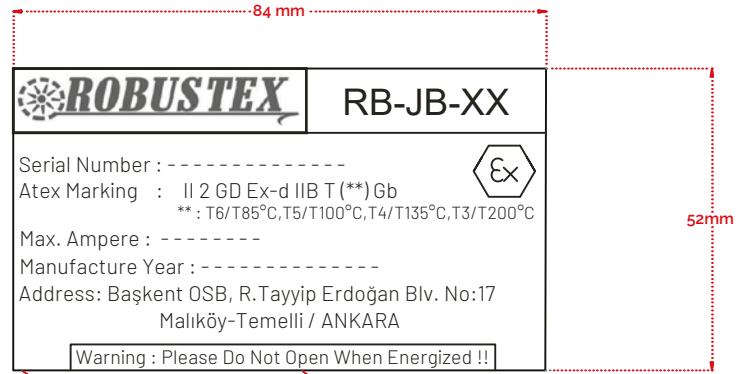 84 mm
ROBUSTEX
RB-JB-XX
Serial Number : - - - - - - - - - - - - - -
Ex
Atex Marking : II 2 GD Ex-d IIB T (**) Gb
** : T6/T85°C,T5/T100°C,T4/T135°C,T3/T200°C
52mm
Max. Ampere : - - - - - - - -
Manufacture Year : - - - - - - - - - - - - - -
Address: Başkent OSB, R.Tayyip Erdoğan Blv. No:17
Malıköy-Temelli / ANKARA
Warning : Please Do Not Open When Energized !!